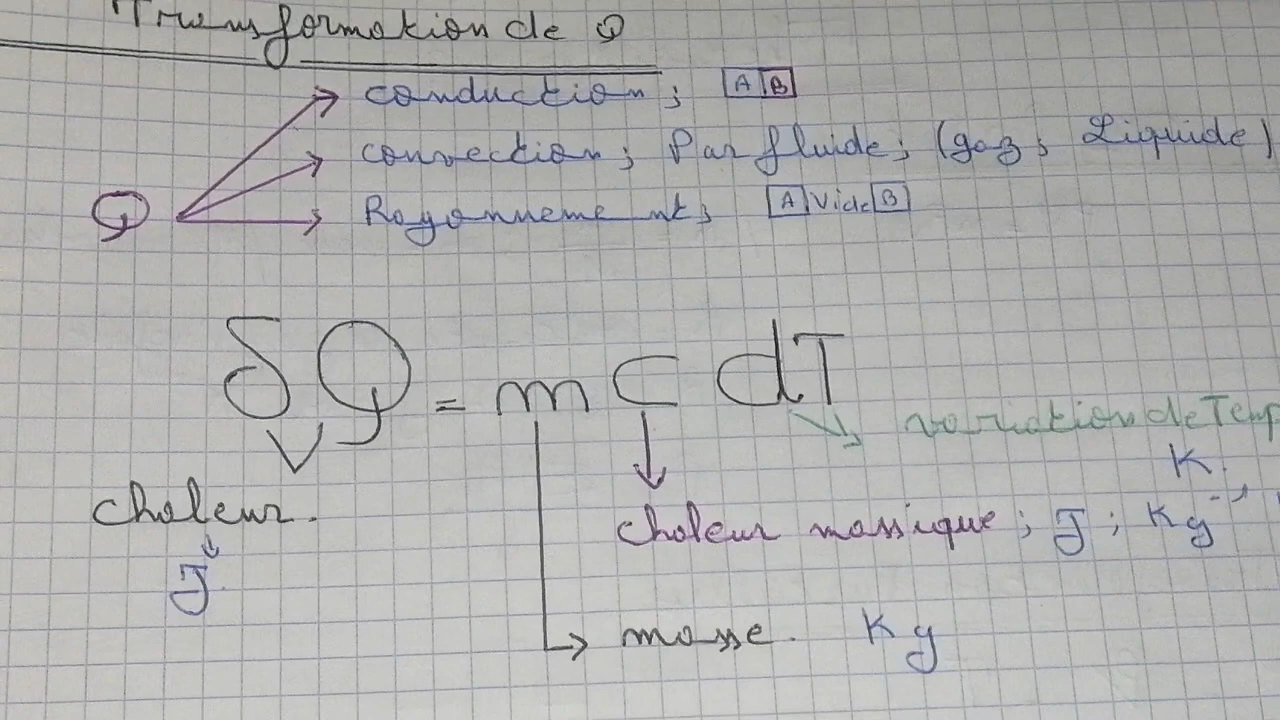 Transformation de Q
conduction ; A B
convection ; Par fluide ; (gaz ; Liquide)
Q
Rayonnement ; A Vide B
δQ = m C dT
variation de Temp
K
chaleur.
chaleur massique ; J ; Kg⁻¹
J
masse. Kg